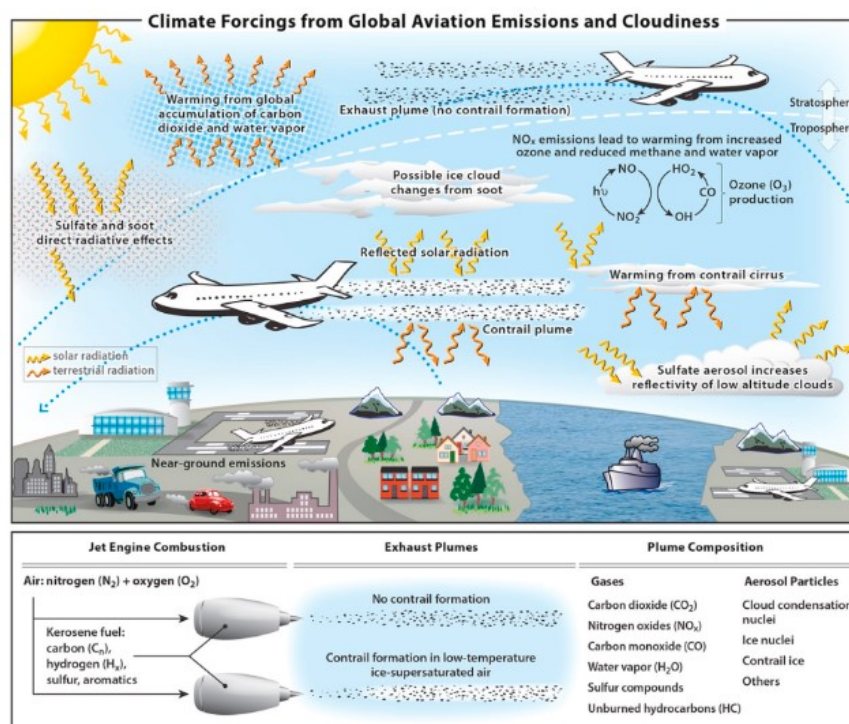 Climate Forcings from Global Aviation Emissions and Cloudiness
Warming from global
accumulation of carbon
dioxide and water vapor
Exhaust plume (no contrail formation)
Stratospher
Tropospher
NOx emissions lead to warming from increased
ozone and reduced methane and water vapor
NO
HO2
hυ
CO
Ozone (O3)
production
NO2
OH
Possible ice cloud
changes from soot
Sulfate and soot
direct radiative effects
Reflected solar radiation
Warming from contrail cirrus
Contrail plume
solar radiation
terrestrial radiation
Sulfate aerosol increases
reflectivity of low altitude clouds
Near-ground emissions
Jet Engine Combustion
Air: nitrogen (N2) + oxygen (O2)
Kerosene fuel:
carbon (Cn),
hydrogen (Hx),
sulfur, aromatics
Exhaust Plumes
No contrail formation
Contrail formation in low-temperature
ice-supersaturated air
Plume Composition
Gases
Carbon dioxide (CO2)
Nitrogen oxides (NOx)
Carbon monoxide (CO)
Water vapor (H2O)
Sulfur compounds
Unburned hydrocarbons (HC)
Aerosol Particles
Cloud condensation
nuclei
Ice nuclei
Contrail ice
Others